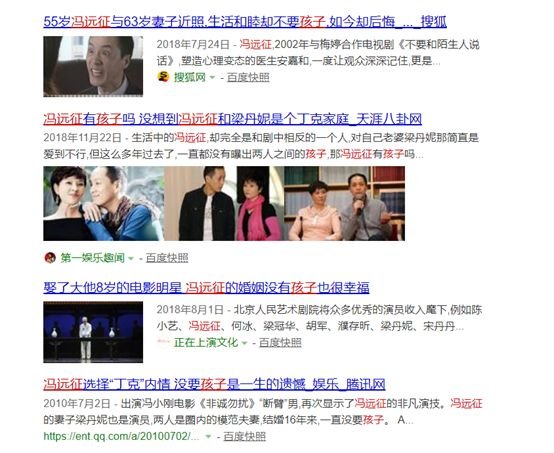 55岁冯远征与63岁妻子近照,生活和睦却不要孩子,如今却后悔_..._搜狐
2018年7月24日 - 冯远征,2002年与梅婷合作电视剧《不要和陌生人说
话》,塑造心理变态的医生安嘉和,一度让观众深深记住,更是...
搜狐网 - 百度快照
冯远征有孩子吗 没想到冯远征和梁丹妮是个丁克家庭_天涯八卦网
2018年11月22日 - 生活中的冯远征,却完全是和剧中相反的一个人,对自己老婆梁丹妮那简直是
爱到不行,但这么多年过去了,一直都没有曝出两人之间的孩子,那冯远征有孩子吗...
第一娱乐趣闻 - 百度快照
娶了大他8岁的电影明星 冯远征的婚姻没有孩子也很幸福
2018年8月1日 - 北京人民艺术剧院将众多优秀的演员收入麾下,例如陈
小艺、冯远征、何冰、梁冠华、胡军、濮存昕、梁丹妮、宋丹丹...
正在上演文化 - 百度快照
冯远征选择“丁克”内情 没要孩子是一生的遗憾_娱乐_腾讯网
2010年7月2日 - 出演冯小刚电影《非诚勿扰》“断臂”男,再次显示了冯远征的非凡演技。冯远征
的妻子梁丹妮也是演员,两人是圈内的模范夫妻,结婚16年来,一直没要孩子。 A...
https://ent.qq.com/a/20100702/... - 百度快照